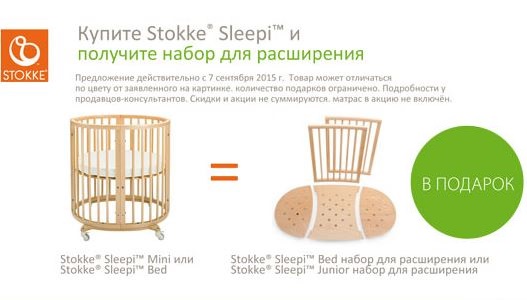 STOKKE®
Купите Stokke® Sleepi™ и
получите набор для расширения
Предложение действительно с 7 сентября 2015 г. Товар может отличаться
по цвету от заявленного на картинке. количество подарков ограничено. Подробности у
продавцов-консультантов. Скидки и акции не суммируются. матрас в акцию не включён.
=
В ПОДАРОК
Stokke® Sleepi™ Mini или
Stokke® Sleepi™ Bed
Stokke® Sleepi™ Bed набор для расширения или
Stokke® Sleepi™ Junior набор для расширения